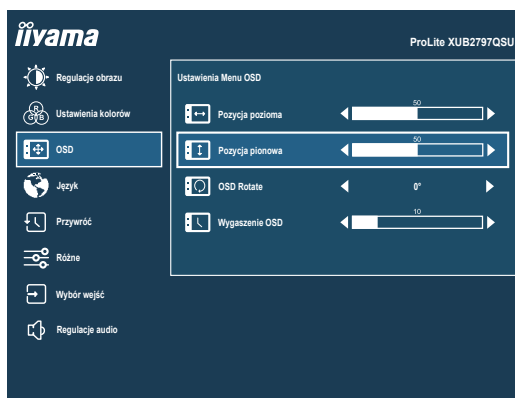 iiyama
ProLite XUB2797QSU
Regulacje obrazu
Ustawienia kolorów
R
G B
OSD
Język
Przywróć
Różne
Wybór wejść
Regulacje audio
Ustawienia Menu OSD
Pozycja pozioma
50
Pozycja pionowa
50
OSD Rotate
0°
Wygaszenie OSD
10